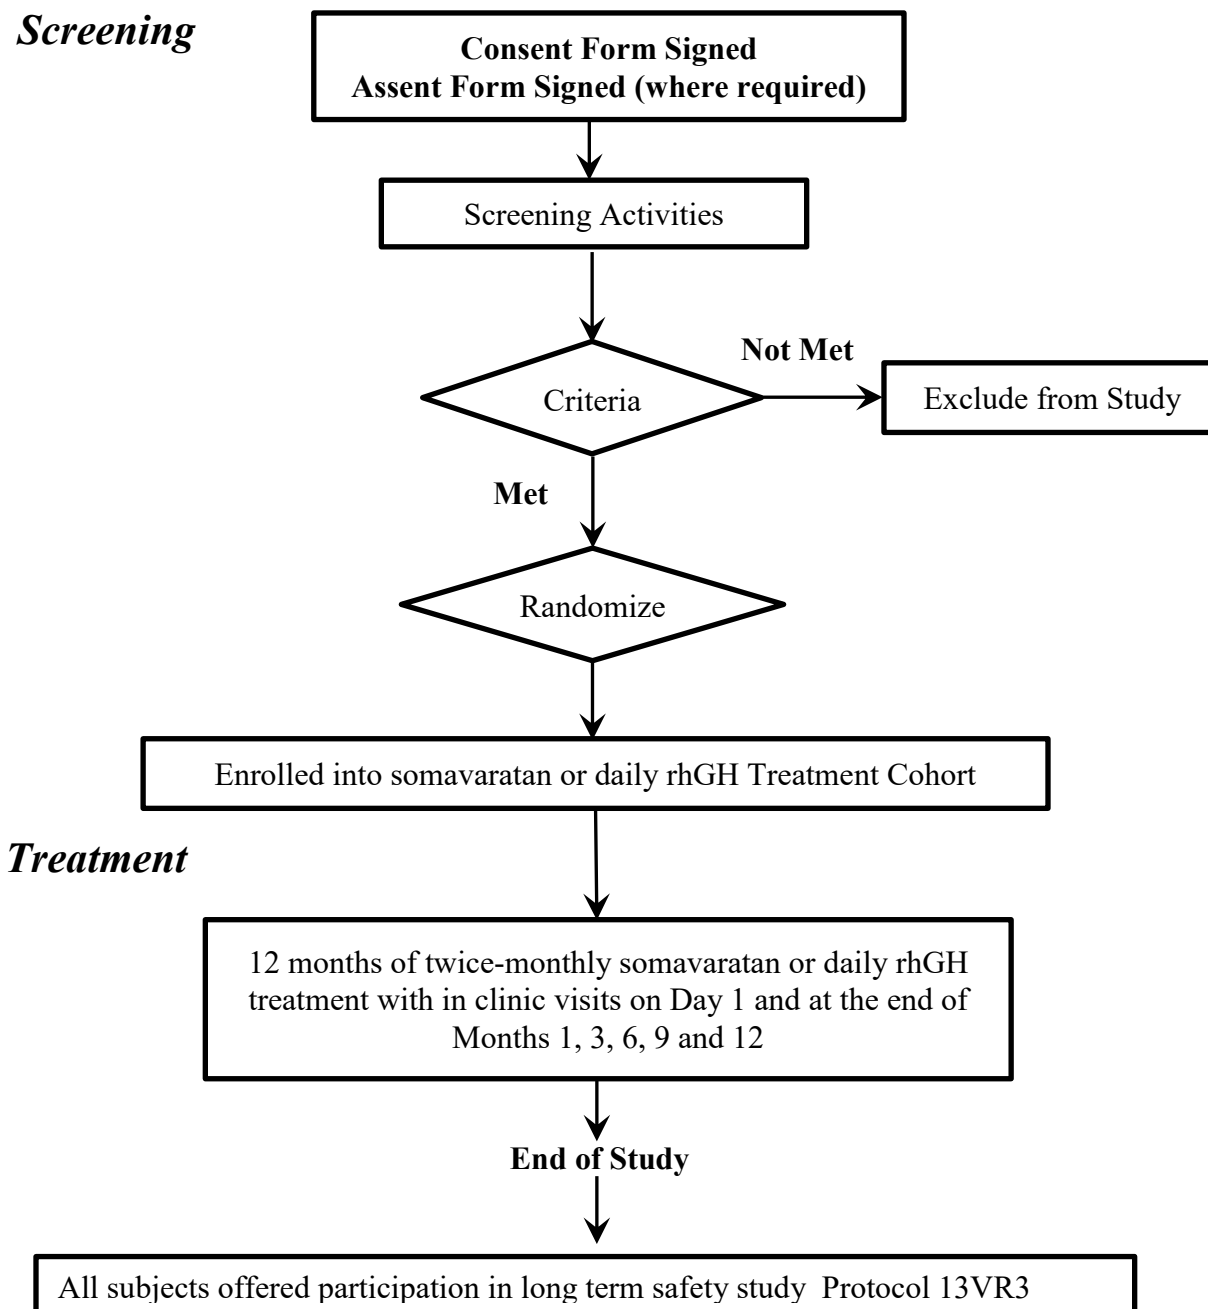 Screening
Consent Form Signed
Assent Form Signed (where required)
Screening Activities
Not Met
Criteria
Exclude from Study
Met
Randomize
Enrolled into somavaratan or daily rhGH Treatment Cohort
Treatment
12 months of twice-monthly somavaratan or daily rhGH
treatment with in clinic visits on Day 1 and at the end of
Months 1, 3, 6, 9 and 12
End of Study
All subjects offered participation in long term safety study Protocol 13VR3